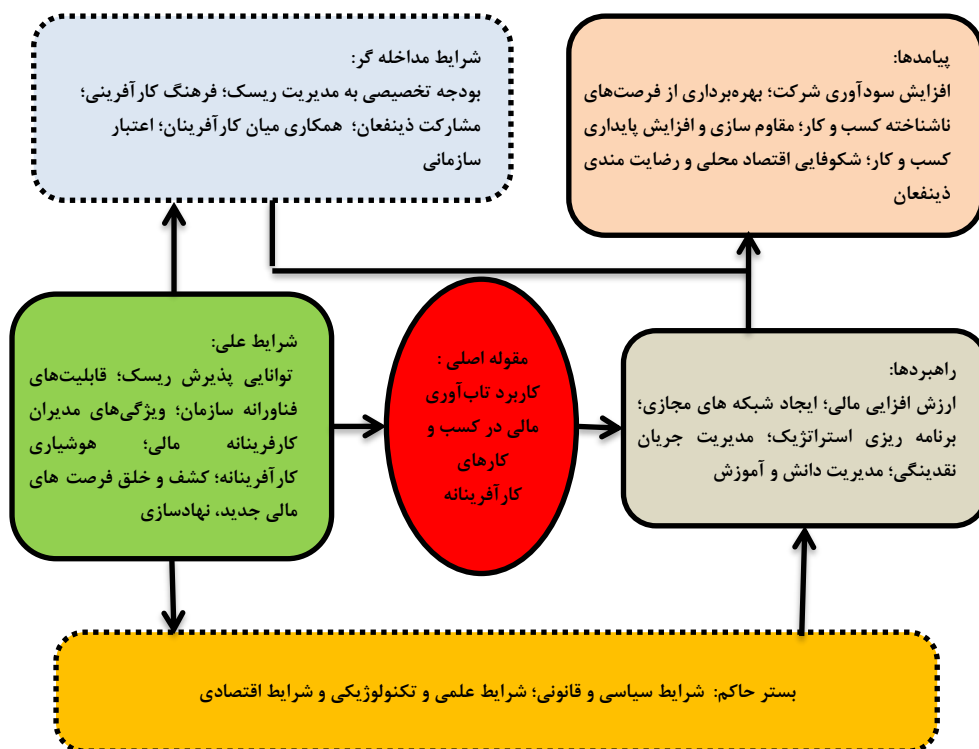 شرایط مداخله گر:
بودجه تخصیصی به مدیریت ریسک؛ فرهنگ کارآفرینی؛
مشارکت ذینفعان؛ همکاری میان کارآفرینان؛ اعتبار
سازمانی
پیامدها:
افزایش سودآوری شرکت؛ بهره‌برداری از فرصت‌های
ناشناخته کسب و کار؛ مقاوم سازی و افزایش پایداری
کسب و کار؛ شکوفایی اقتصاد محلی و رضایت مندی
ذینفعان
شرایط علی:
توانایی پذیرش ریسک؛ قابلیت‌های
فناورانه سازمان؛ ویژگی‌های مدیران
کارفرینانه مالی؛ هوشیاری
کارآفرینانه؛ کشف و خلق فرصت های
مالی جدید، نهادسازی
مقوله اصلی :
کاربرد تاب‌آوری
مالی در کسب و
کارهای
کارآفرینانه
راهبردها:
ارزش افزایی مالی؛ ایجاد شبکه های مجازی؛
برنامه ریزی استراتژیک؛ مدیریت جریان
نقدینگی؛ مدیریت دانش و آموزش
بستر حاکم: شرایط سیاسی و قانونی؛ شرایط علمی و تکنولوژیکی و شرایط اقتصادی